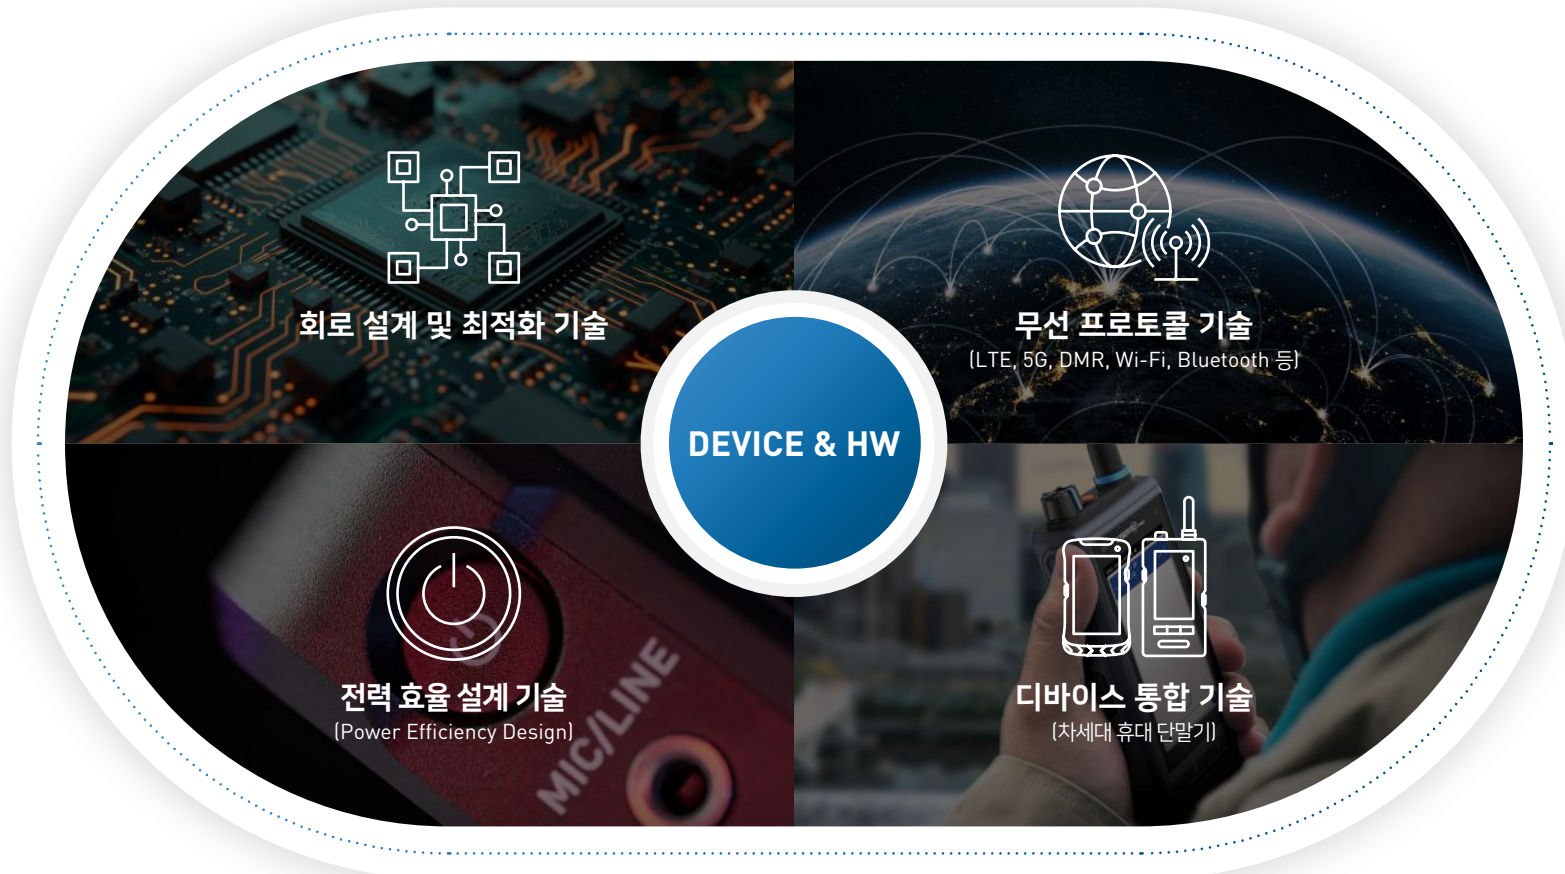 회로 설계 및 최적화 기술
무선 프로토콜 기술
(LTE, 5G, DMR, Wi-Fi, Bluetooth 등)
DEVICE & HW
전력 효율 설계 기술
(Power Efficiency Design)
MIC/LINE
디바이스 통합 기술
(차세대 휴대 단말기)